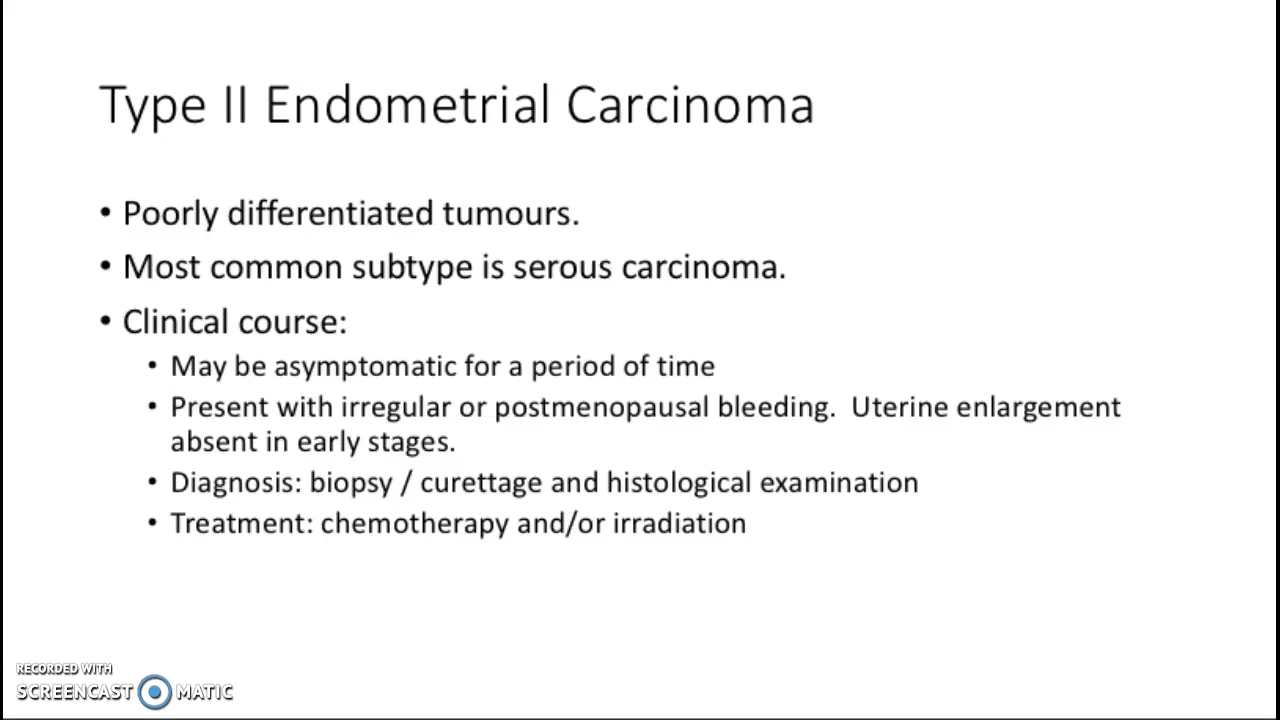 Type II Endometrial Carcinoma
• Poorly differentiated tumours.
• Most common subtype is serous carcinoma.
• Clinical course:
• May be asymptomatic for a period of time
• Present with irregular or postmenopausal bleeding.  Uterine enlargement
absent in early stages.
• Diagnosis: biopsy / curettage and histological examination
• Treatment: chemotherapy and/or irradiation
RECORDED WITH
SCREENCAST MATIC